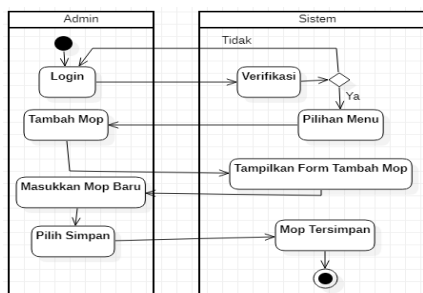 Admin
Sistem
Tidak
Login
Verifikasi
Ya
Tambah Mop
Pilihan Menu
Tampilkan Form Tambah Mop
Masukkan Mop Baru
Pilih Simpan
Mop Tersimpan